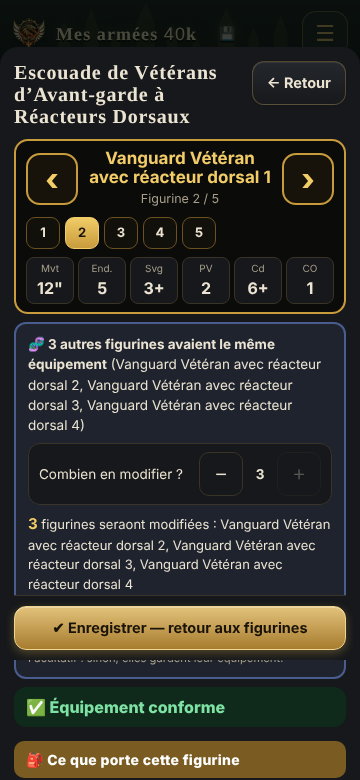 Mes armées 40k 💾 ☰
Escouade de Vétérans
d'Avant-garde à
Réacteurs Dorsaux
← Retour
‹
Vanguard Vétéran
avec réacteur dorsal 1
Figurine 2 / 5
›
1 2 3 4 5
Mvt End. Svg PV Cd CO
12" 5 3+ 2 6+ 1
🧬 3 autres figurines avaient le même
équipement (Vanguard Vétéran avec réacteur
dorsal 2, Vanguard Vétéran avec réacteur
dorsal 3, Vanguard Vétéran avec réacteur
dorsal 4)
Combien en modifier ? − 3 +
3 figurines seront modifiées : Vanguard Vétéran
avec réacteur dorsal 2, Vanguard Vétéran avec
réacteur dorsal 3, Vanguard Vétéran avec
réacteur dorsal 4
✔ Enregistrer — retour aux figurines
✅ Équipement conforme
🎒 Ce que porte cette figurine